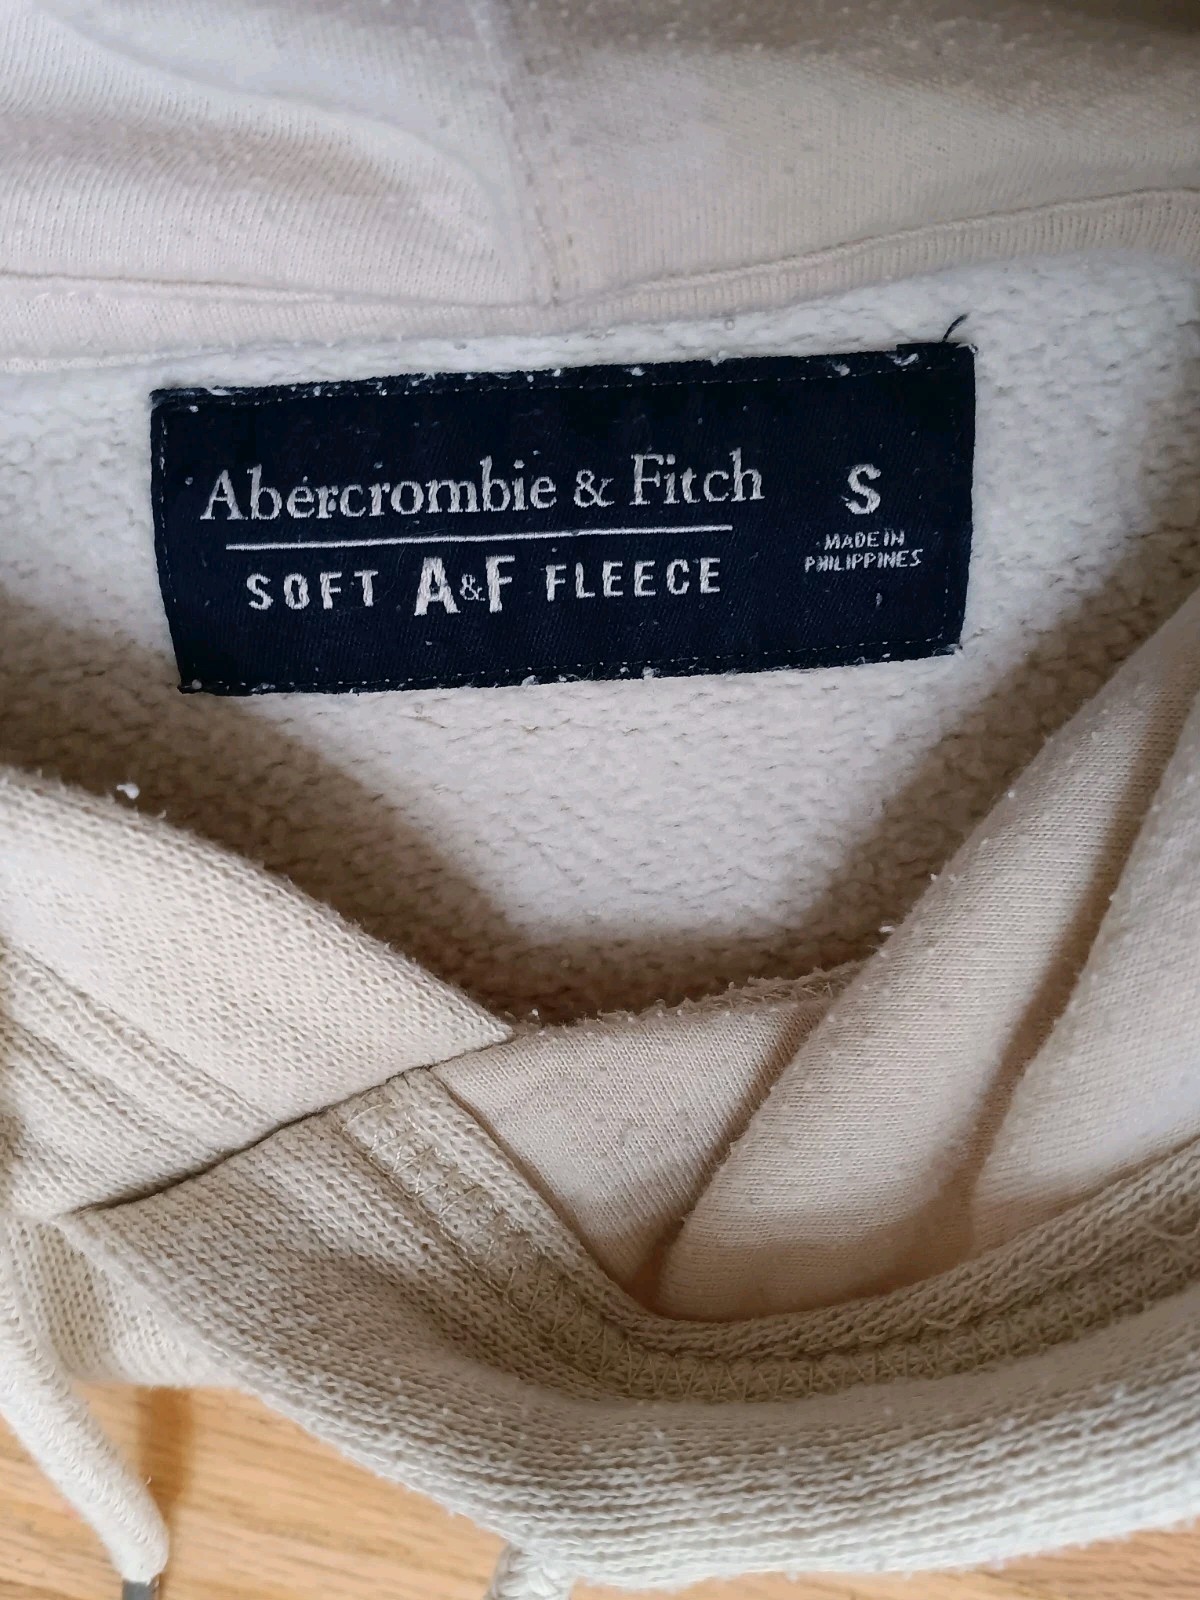 Abercrombie & Fitch
SOFT A&F FLEECE
S
MADE IN
PHILIPPINES